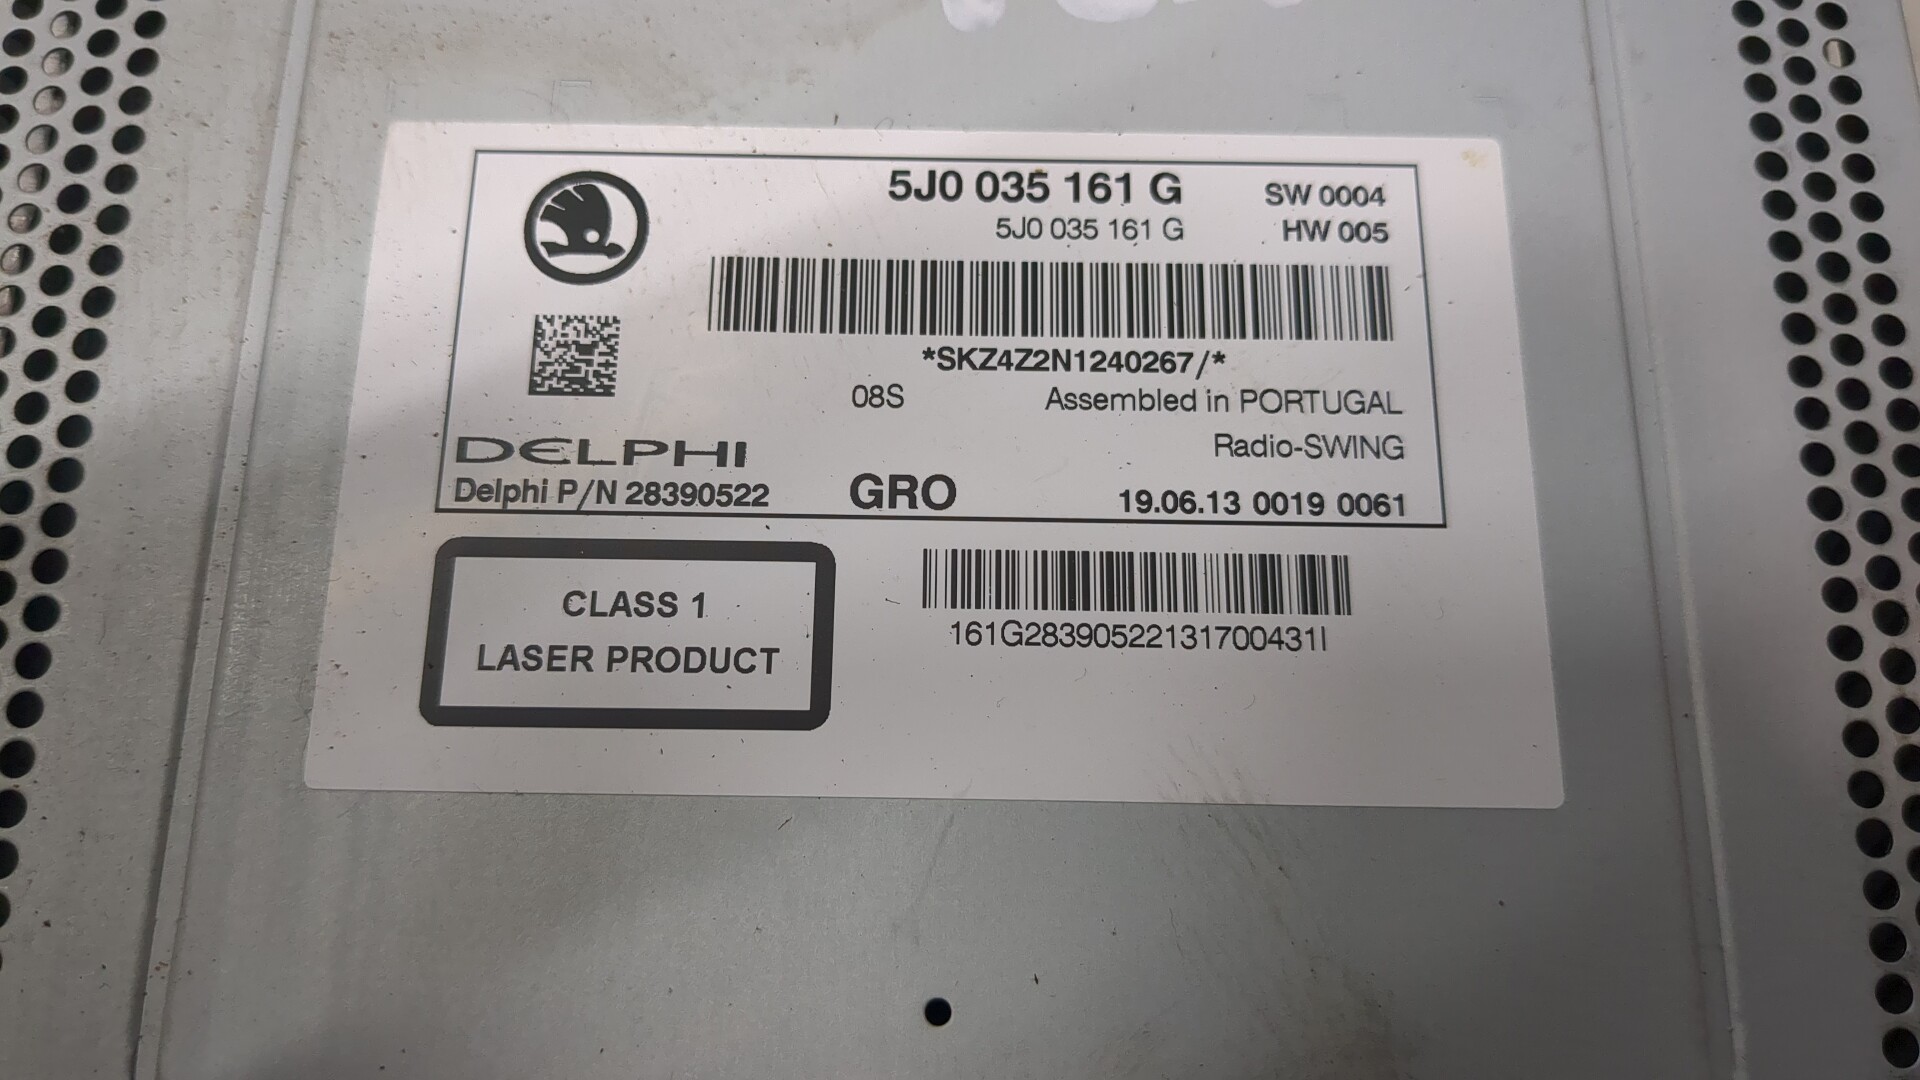 5J0 035 161 G SW 0004
5J0 035 161 G HW 005
*SKZ4Z2N1240267/*
08S Assembled in PORTUGAL
Radio-SWING
DELPHI
Delphi P/N 28390522 GRO 19.06.13 0019 0061
CLASS 1
LASER PRODUCT
161G28390522131700431I